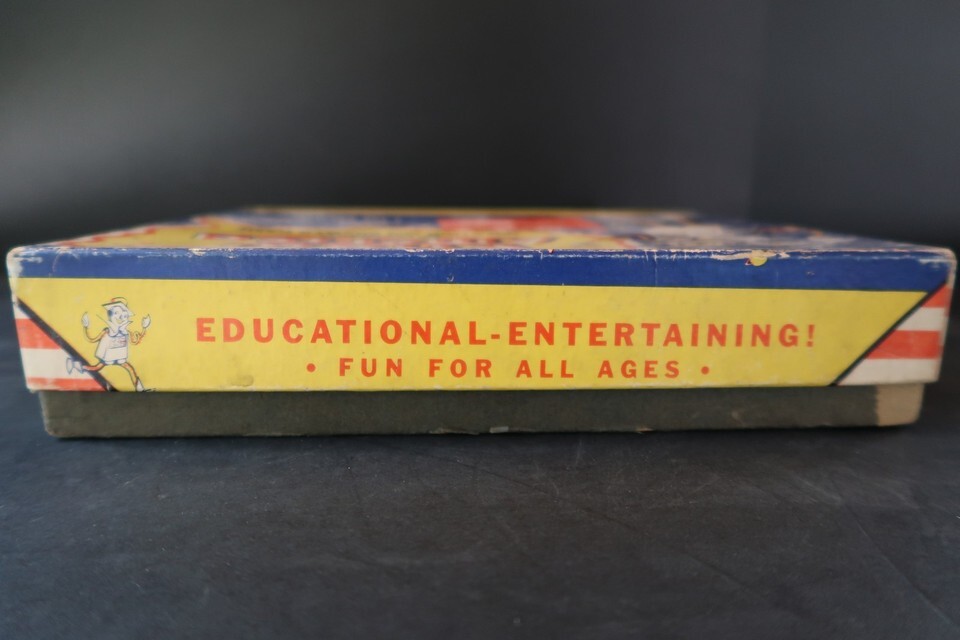 EDUCATIONAL-ENTERTAINING!
• FUN FOR ALL AGES •